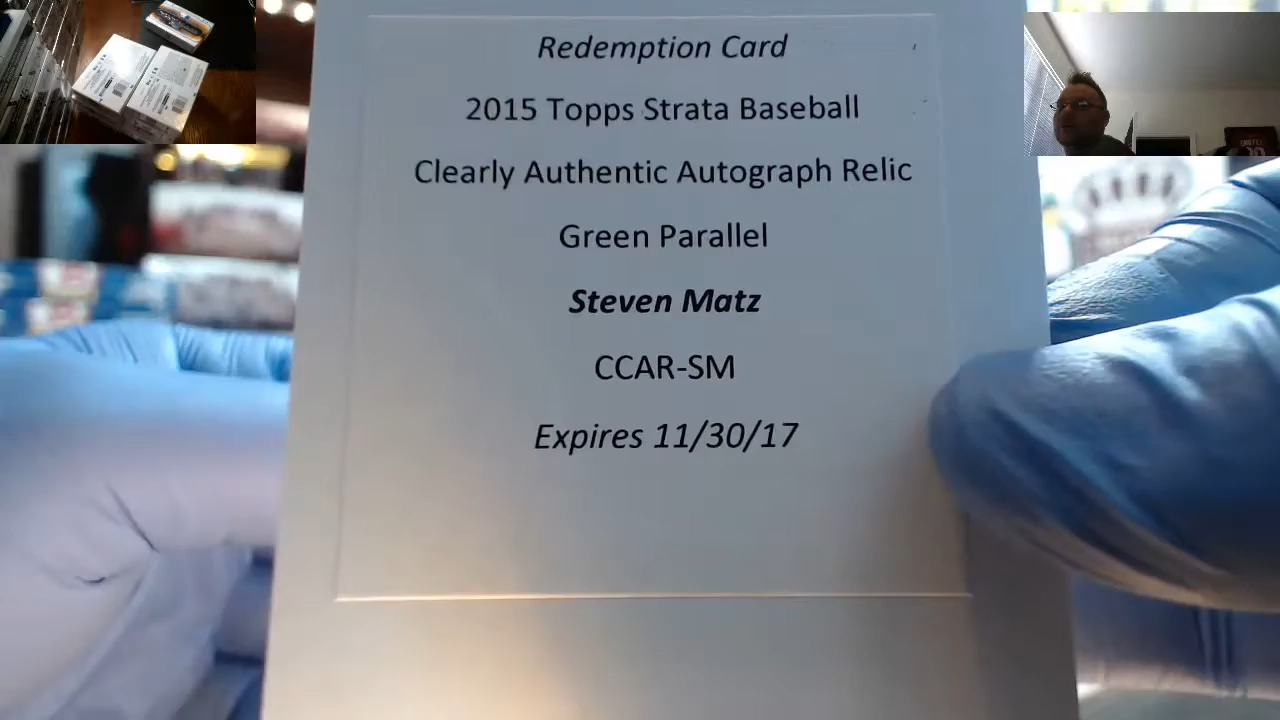 Redemption Card
2015 Topps Strata Baseball
Clearly Authentic Autograph Relic
Green Parallel
Steven Matz
CCAR-SM
Expires 11/30/17